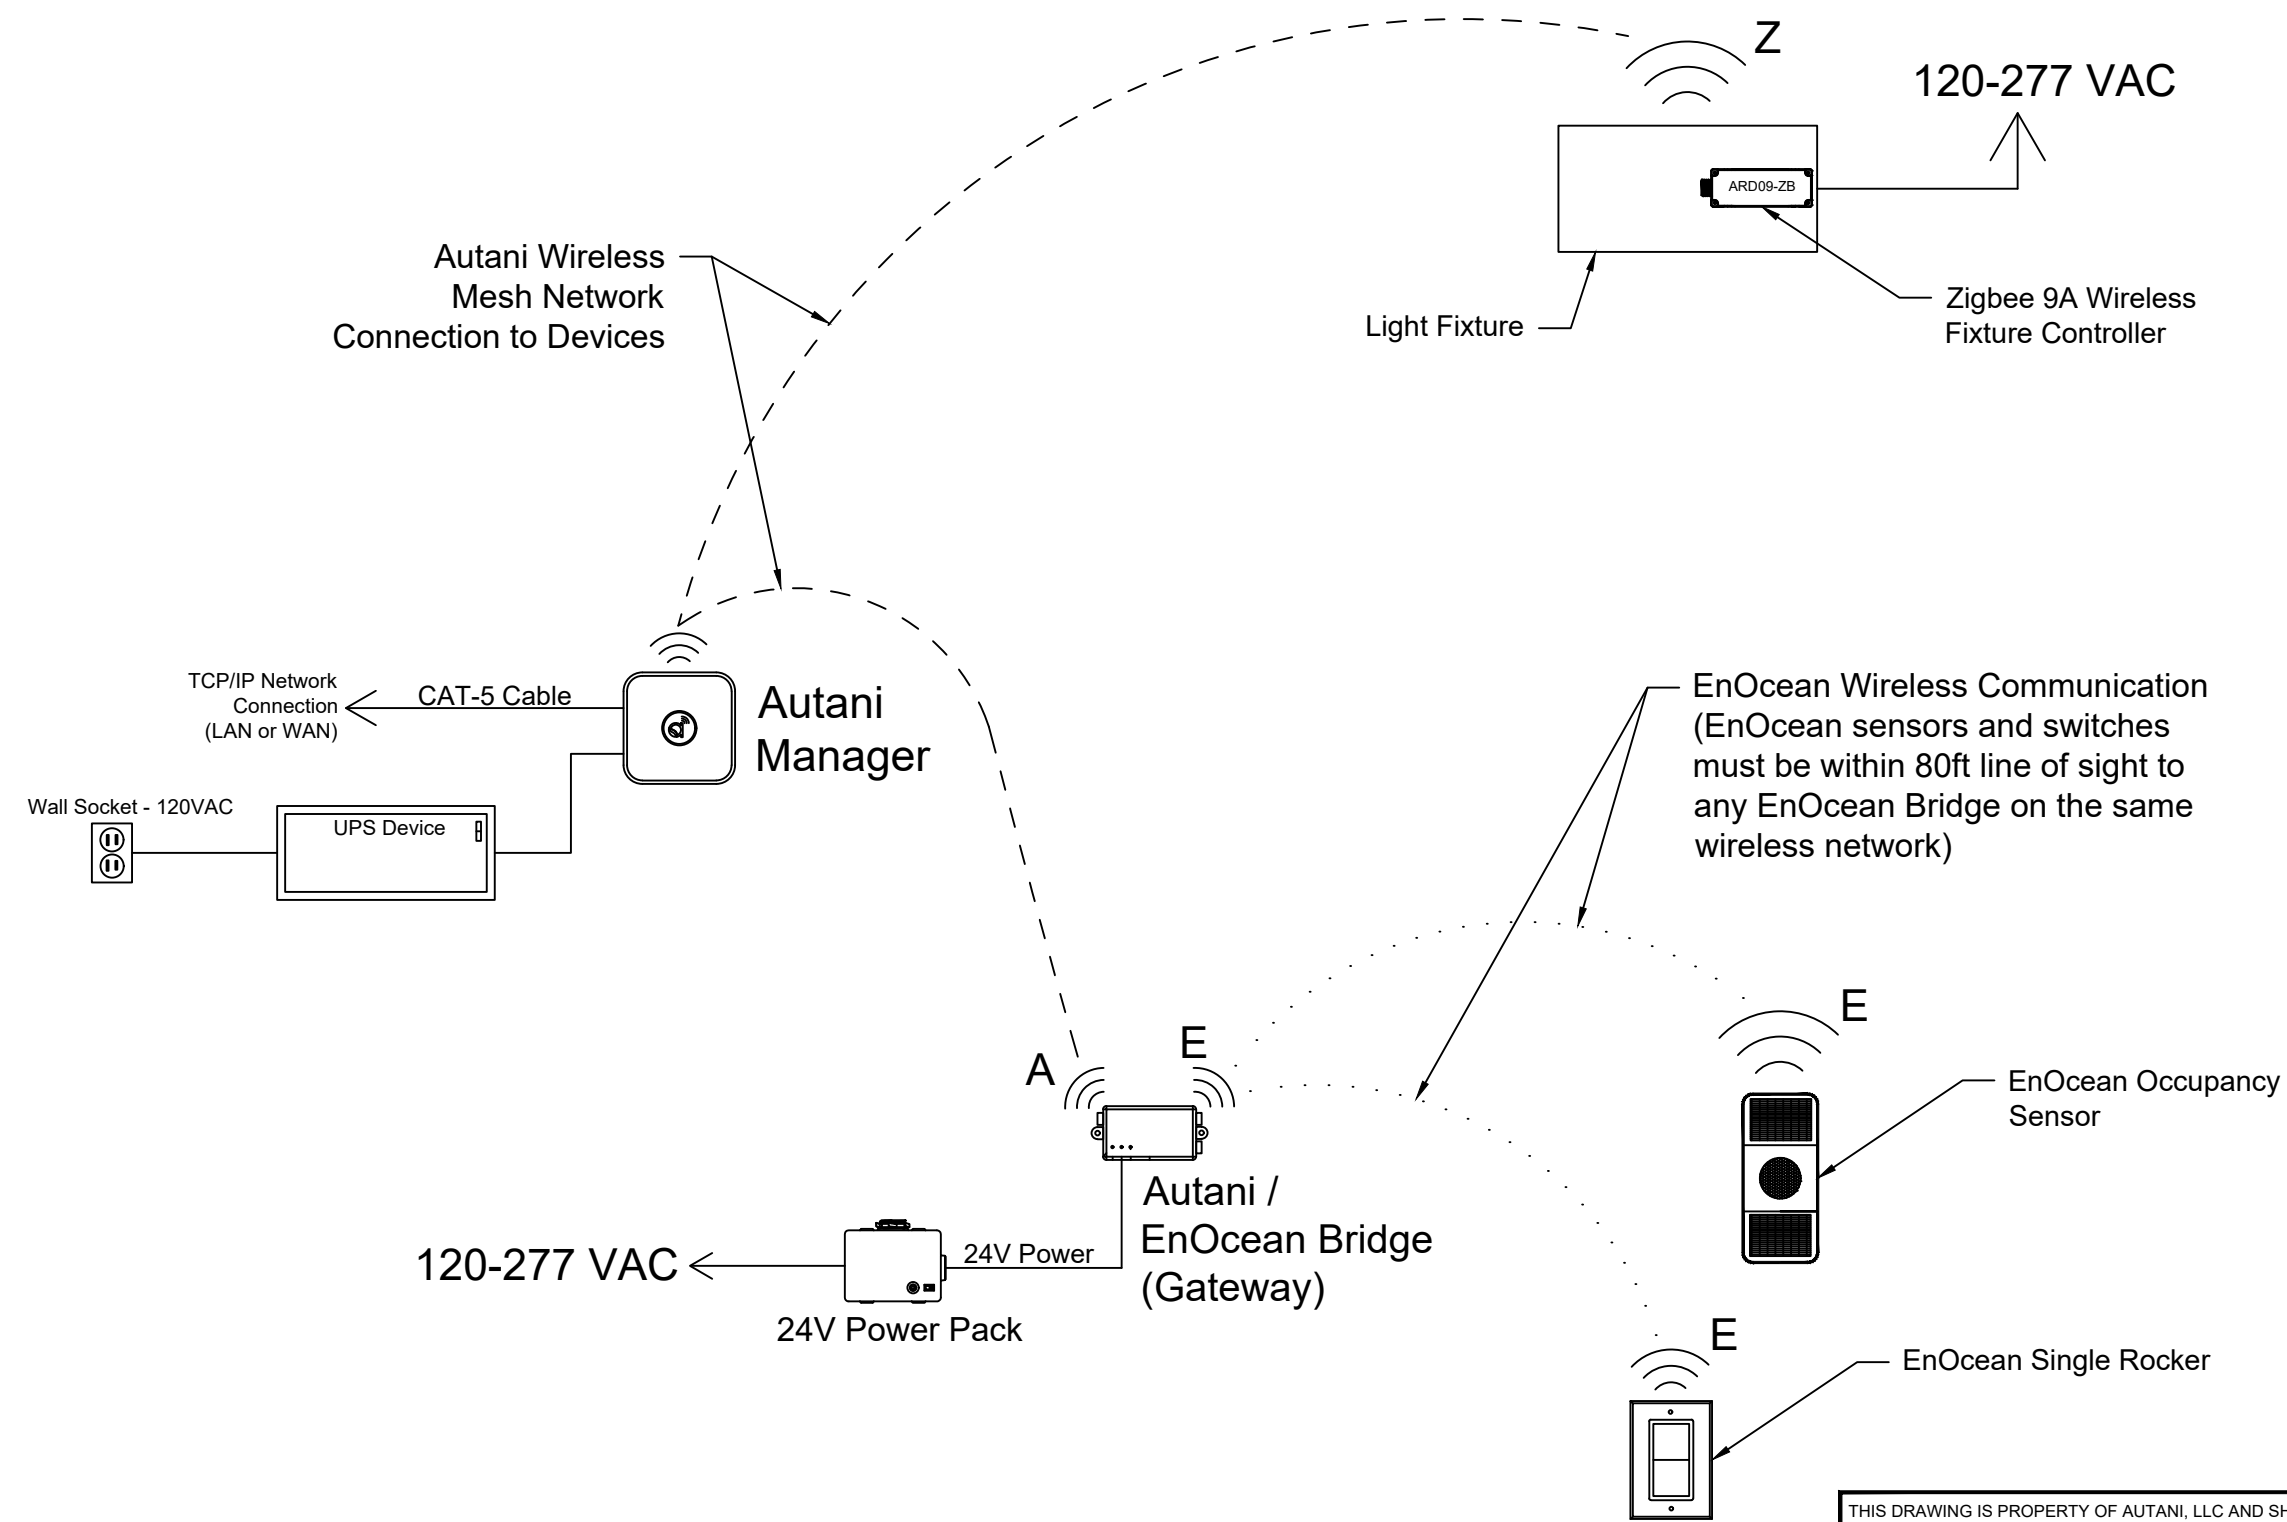 Z
120-277 VAC
ARD09-ZB
Autani Wireless
Mesh Network
Connection to Devices
Light Fixture
Zigbee 9A Wireless
Fixture Controller
TCP/IP Network
Connection
(LAN or WAN)
CAT-5 Cable
Autani
Manager
Wall Socket - 120VAC
UPS Device
EnOcean Wireless Communication
(EnOcean sensors and switches
must be within 80ft line of sight to
any EnOcean Bridge on the same
wireless network)
E
A
E
EnOcean Occupancy
Sensor
Autani /
EnOcean Bridge
(Gateway)
120-277 VAC
24V Power
24V Power Pack
E
EnOcean Single Rocker
THIS DRAWING IS PROPERTY OF AUTANI, LLC AND SH